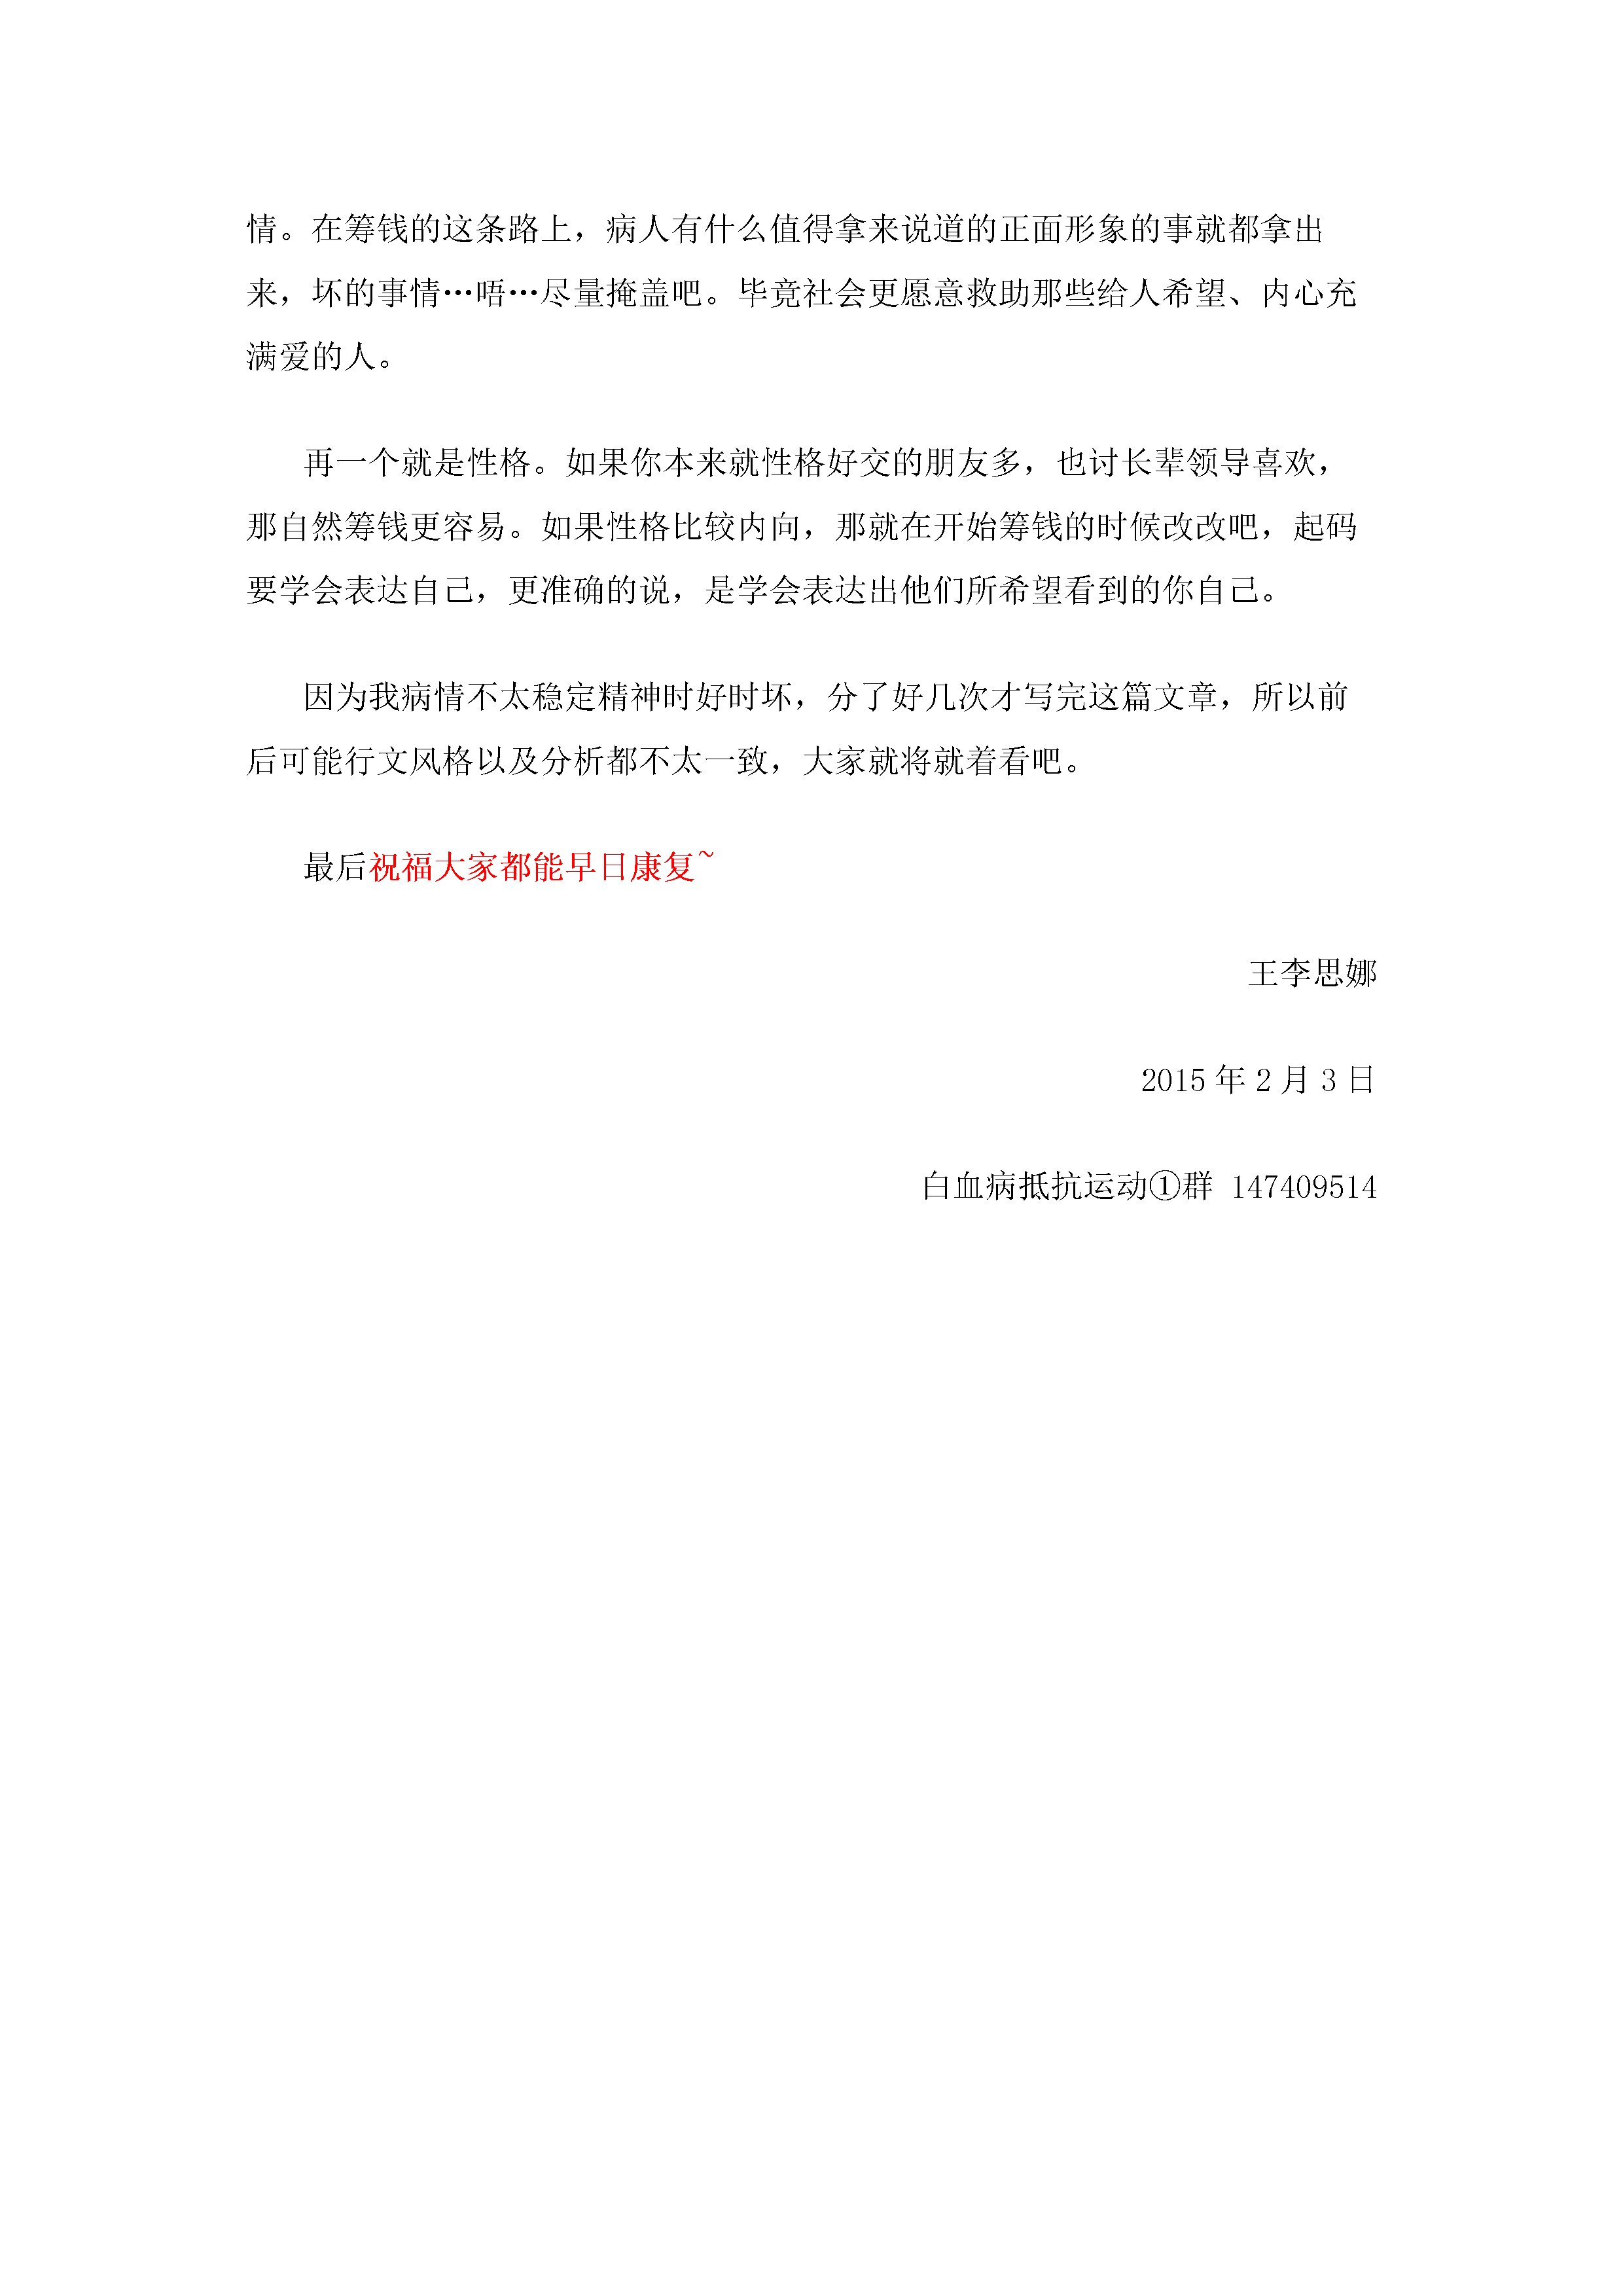 情。在筹钱的这条路上，病人有什么值得拿来说道的正面形象的事就都拿出
来，坏的事情…唔…尽量掩盖吧。毕竟社会更愿意救助那些给人希望、内心充
满爱的人。
再一个就是性格。如果你本来就性格好交的朋友多，也讨长辈领导喜欢，
那自然筹钱更容易。如果性格比较内向，那就在开始筹钱的时候改改吧，起码
要学会表达自己，更准确的说，是学会表达出他们所希望看到的你自己。
因为我病情不太稳定精神时好时坏，分了好几次才写完这篇文章，所以前
后可能行文风格以及分析都不太一致，大家就将就着看吧。
最后祝福大家都能早日康复~
王李思娜
2015 年 2 月 3 日
白血病抵抗运动①群 147409514